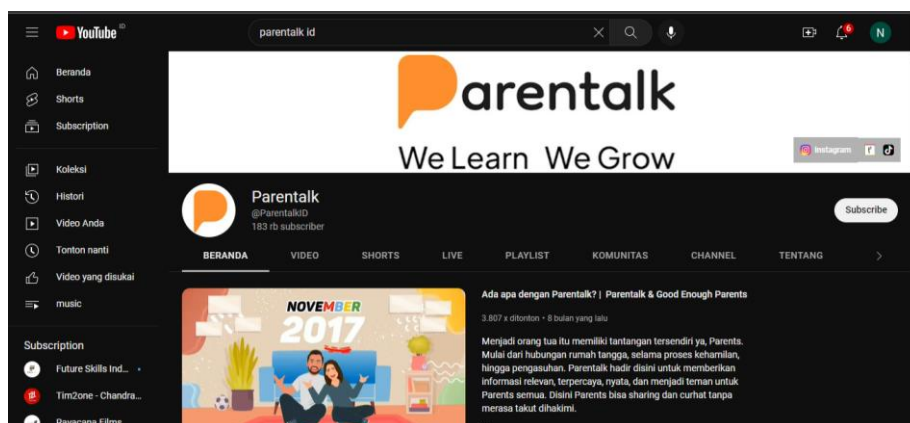 YouTube ID
parentalk id
6
N
Beranda
Shorts
Subscription
Koleksi
Histori
Video Anda
Tonton nanti
Video yang disukai
music
Subscription
Future Skills Ind...
Tim2one - Chandra...
Parentalk
We Learn We Grow
Instagram
Parentalk
@ParentalkID
183 rb subscriber
Subscribe
BERANDA VIDEO SHORTS LIVE PLAYLIST KOMUNITAS CHANNEL TENTANG
NOVEMBER
2017
Ada apa dengan Parentalk? | Parentalk & Good Enough Parents
3.807 x ditonton • 8 bulan yang lalu
Menjadi orang tua itu memiliki tantangan tersendiri ya, Parents.
Mulai dari hubungan rumah tangga, selama proses kehamilan,
hingga pengasuhan. Parentalk hadir disini untuk memberikan
informasi relevan, terpercaya, nyata, dan menjadi teman untuk
Parents semua. Disini Parents bisa sharing dan curhat tanpa
merasa takut dihakimi.